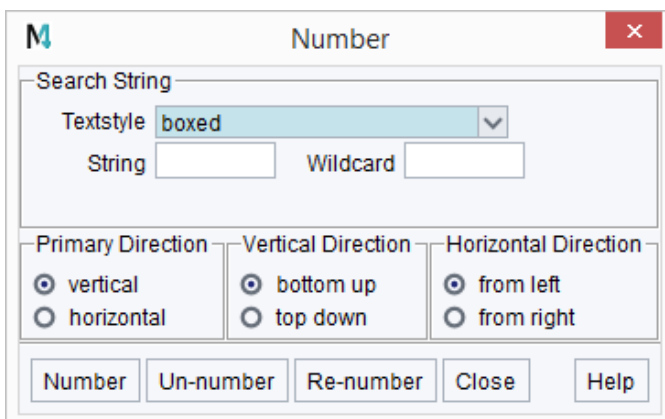 M Number ×
Search String
Textstyle boxed
String Wildcard
Primary Direction Vertical Direction Horizontal Direction
vertical bottom up from left
horizontal top down from right
Number Un-number Re-number Close Help